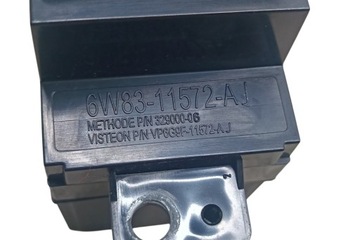 6W83-11572-AJ
METHODE P/N 329000-06
VISTEON P/N VP6G9F-11572-AJ